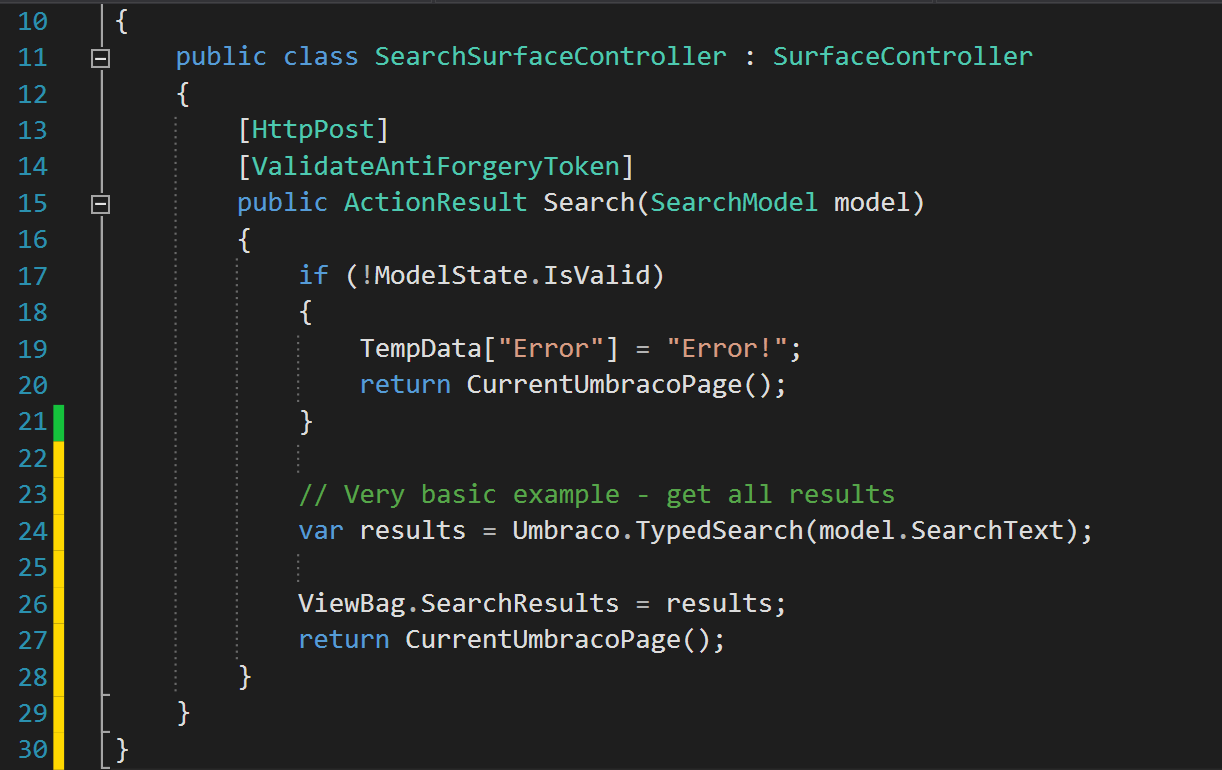 10 {
11 public class SearchSurfaceController : SurfaceController
12 {
13 [HttpPost]
14 [ValidateAntiForgeryToken]
15 public ActionResult Search(SearchModel model)
16 {
17 if (!ModelState.IsValid)
18 {
19 TempData["Error"] = "Error!";
20 return CurrentUmbracoPage();
21 }
22
23 // Very basic example - get all results
24 var results = Umbraco.TypedSearch(model.SearchText);
25
26 ViewBag.SearchResults = results;
27 return CurrentUmbracoPage();
28 }
29 }
30 }